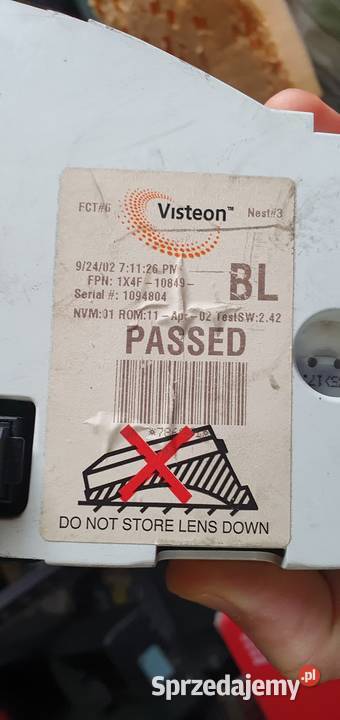 FCT#6 Visteon™ Nest#3
9/24/02 7:11:26 PM
FPN: 1X4F-10849- BL
Serial #: 1094804
NVM:01 ROM:11-Apr-02 TestSW:2.42
PASSED
DO NOT STORE LENS DOWN
Sprzedajemy.pl